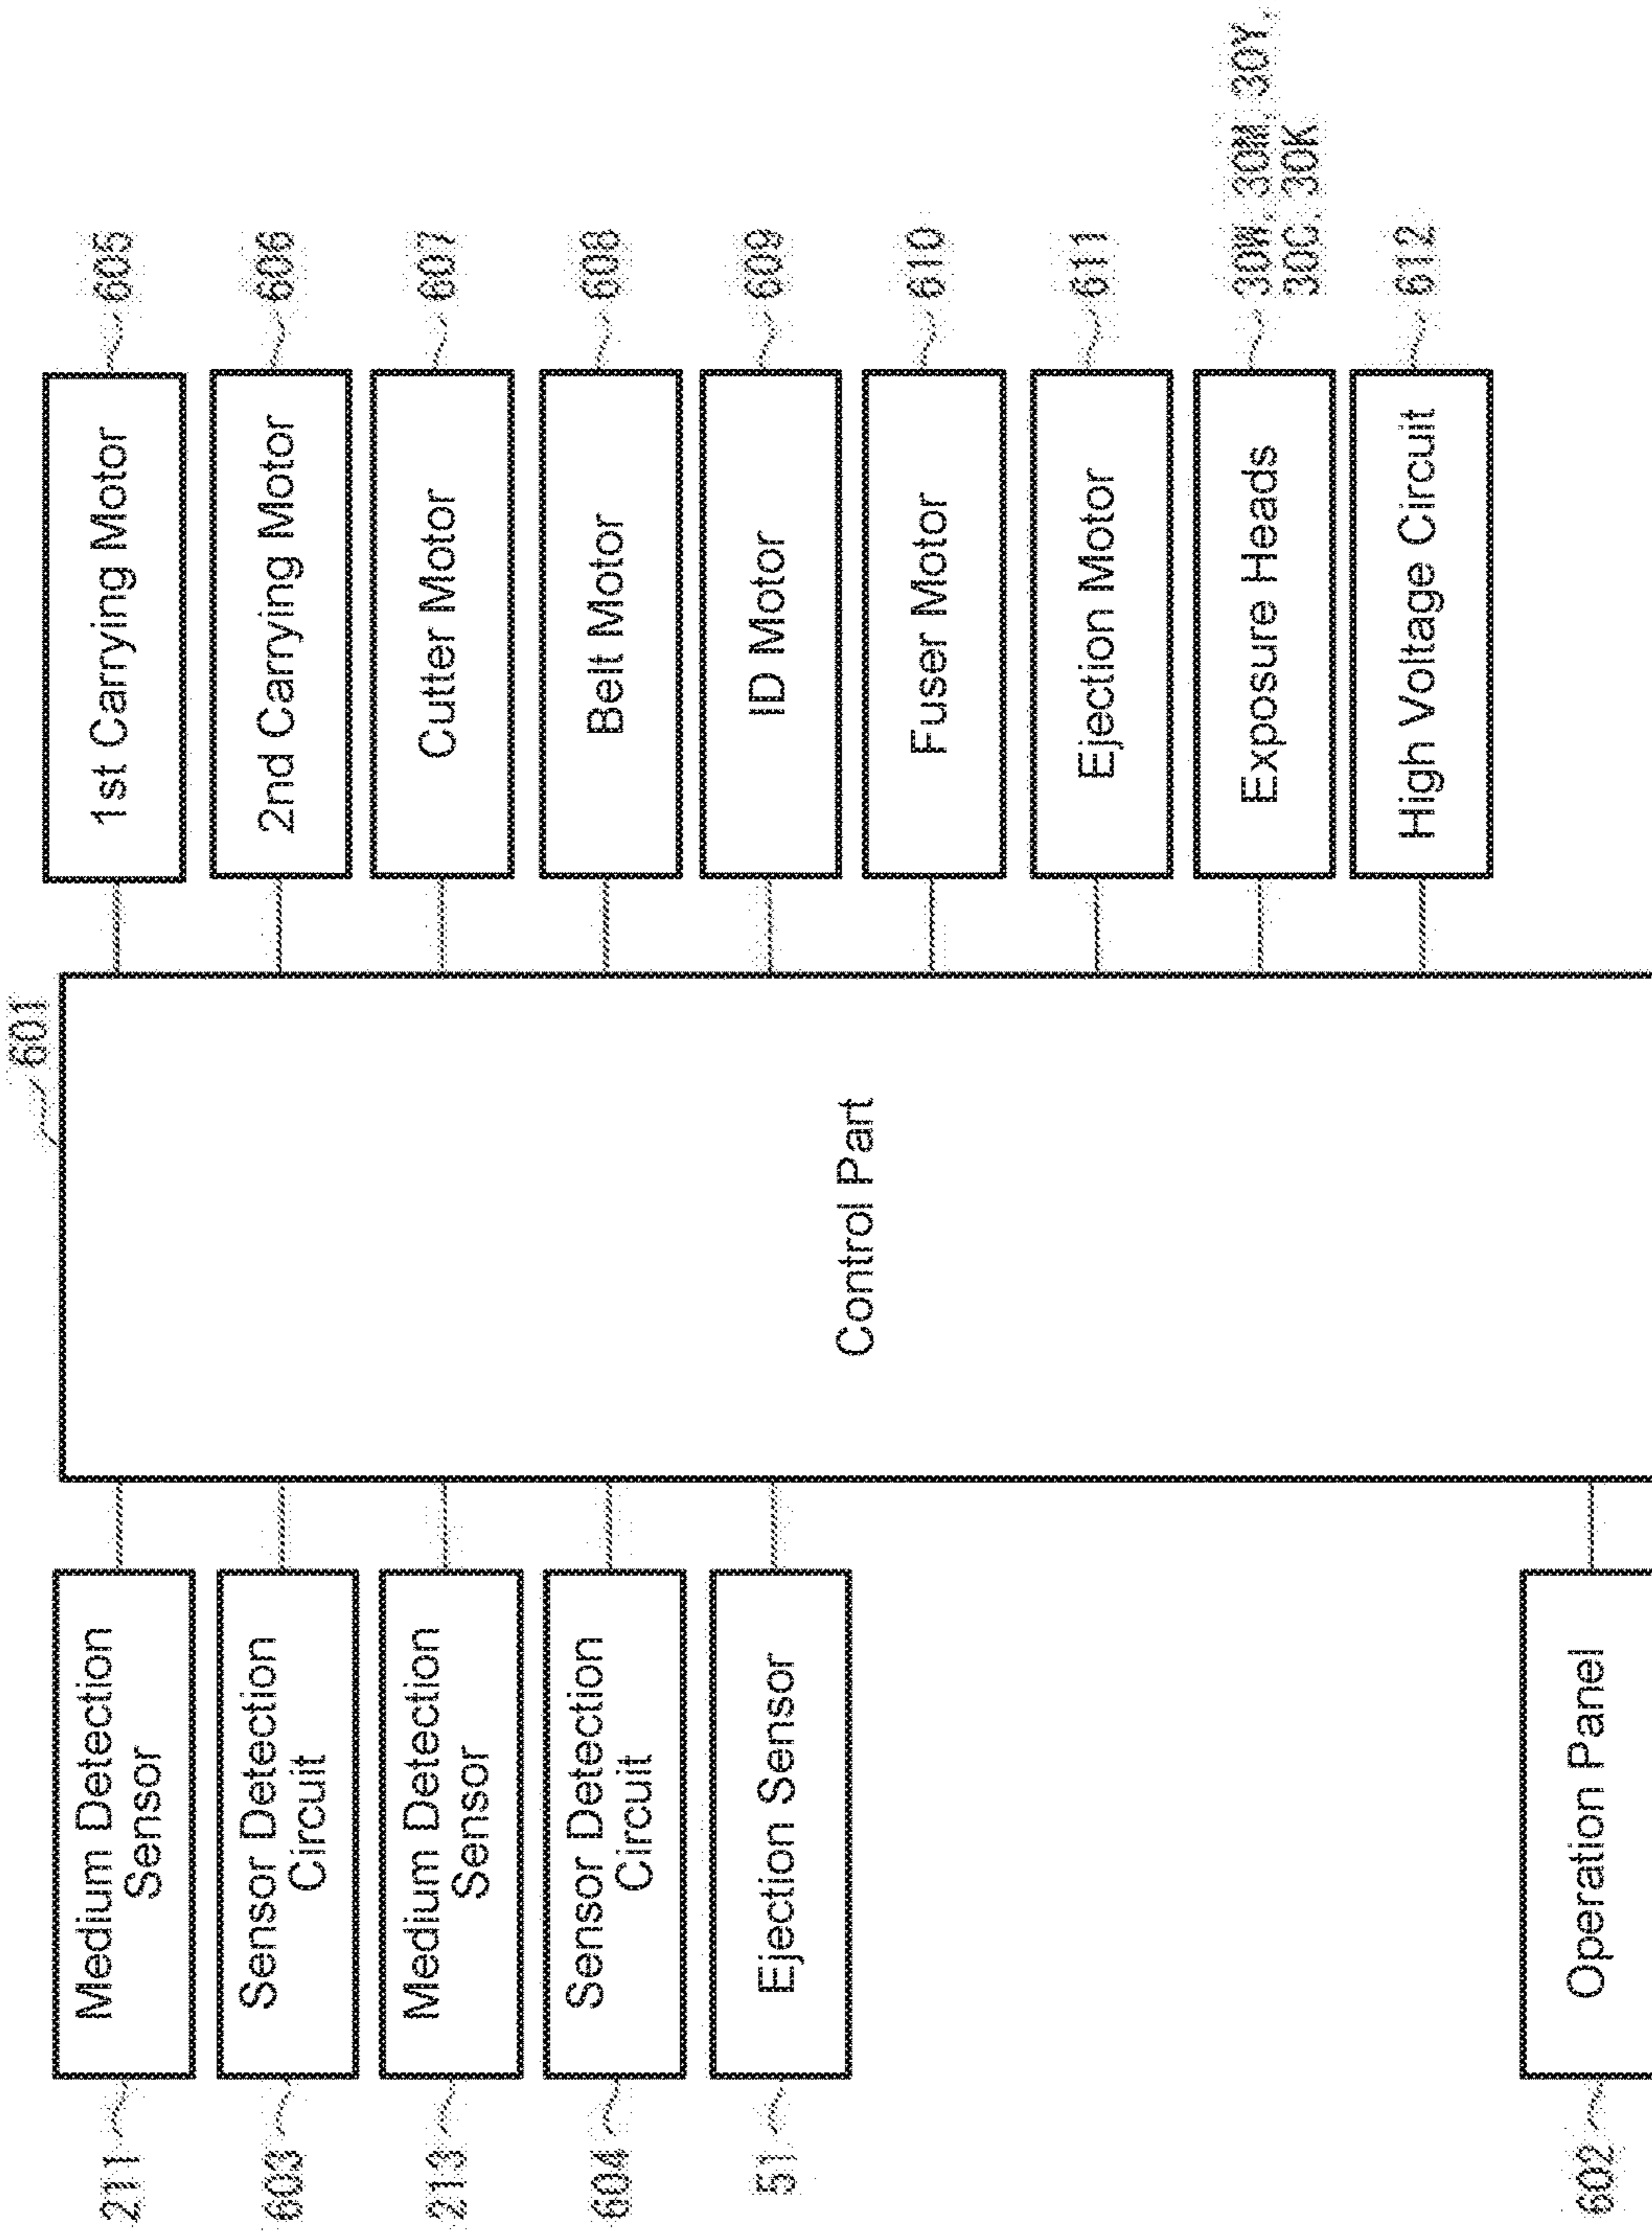 601
211
Medium Detection
Sensor
603
Sensor Detection
Circuit
213
Medium Detection
Sensor
604
Sensor Detection
Circuit
51
Ejection Sensor
602
Operation Panel
Control Part
1st Carrying Motor
605
2nd Carrying Motor
606
Cutter Motor
607
Belt Motor
608
ID Motor
609
Fuser Motor
610
Ejection Motor
611
Exposure Heads
30W, 30M, 30Y,
30C, 30K
High Voltage Circuit
612